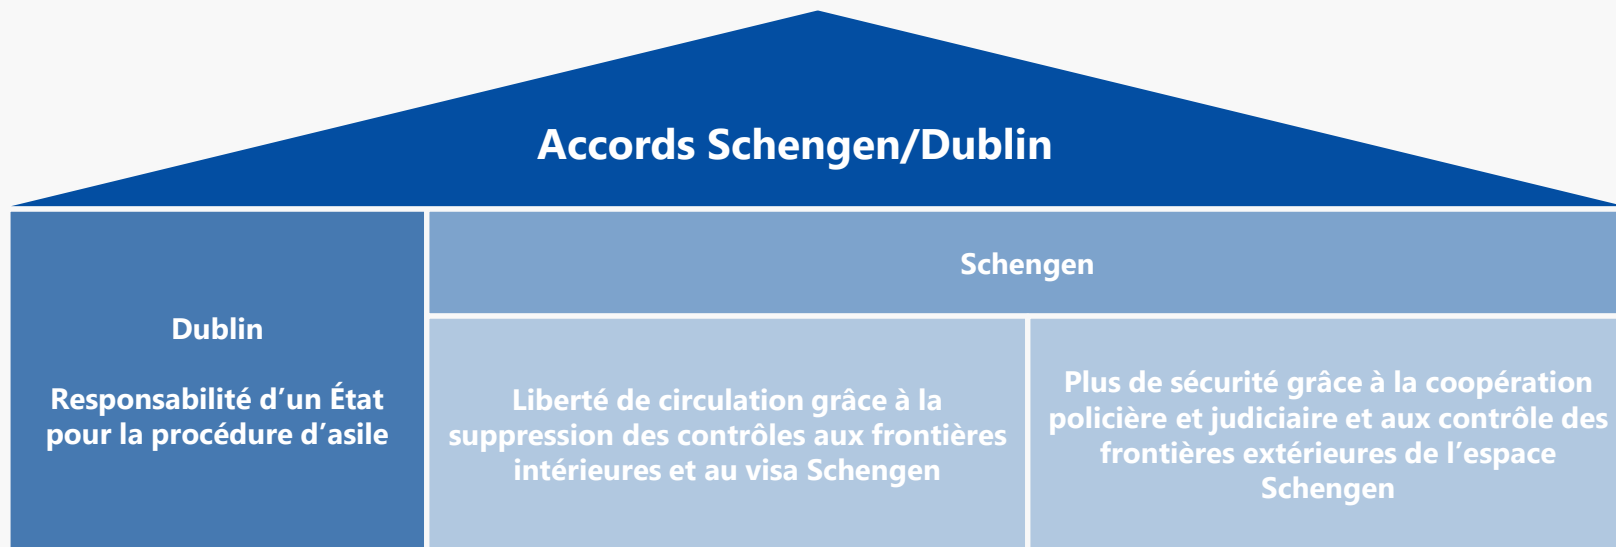 Accords Schengen/Dublin
Dublin
Responsabilité d’un État
pour la procédure d’asile
Schengen
Liberté de circulation grâce à la
suppression des contrôles aux frontières
intérieures et au visa Schengen
Plus de sécurité grâce à la coopération
policière et judiciaire et aux contrôle des
frontières extérieures de l’espace
Schengen